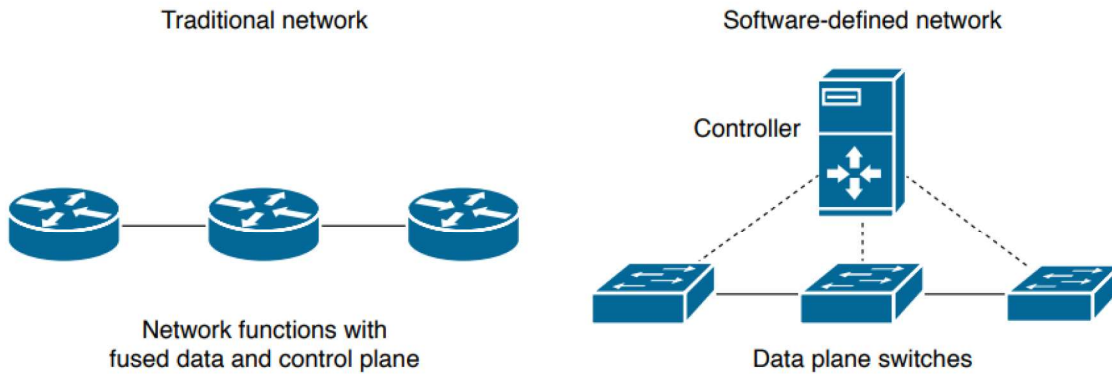 Traditional network
Software-defined network
Controller
Network functions with
fused data and control plane
Data plane switches